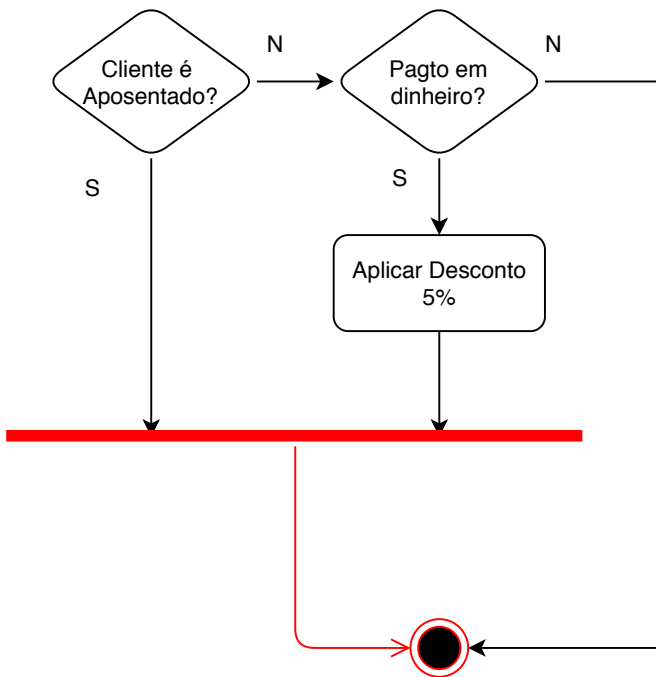 N
N
Cliente é
Aposentado?
Pagto em
dinheiro?
S
S
Aplicar Desconto
5%